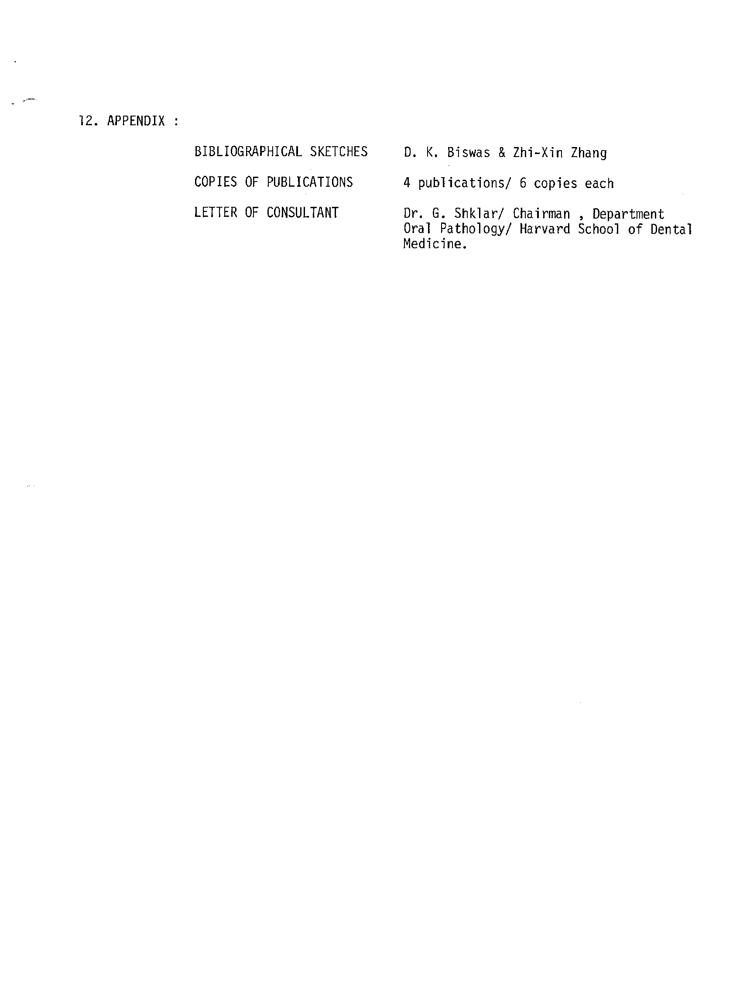 12. APPENDIX :
BIBLIOGRAPHICAL SKETCHES D. K. Biswas & Zhi-Xin Zhang
COPIES OF PUBLICATIONS 4 publications/ 6 copies each
LETTER OF CONSULTANT Dr. G. Shklar/ Chairman , Department
Oral Pathology/ Harvard School of Dental
Medicine.